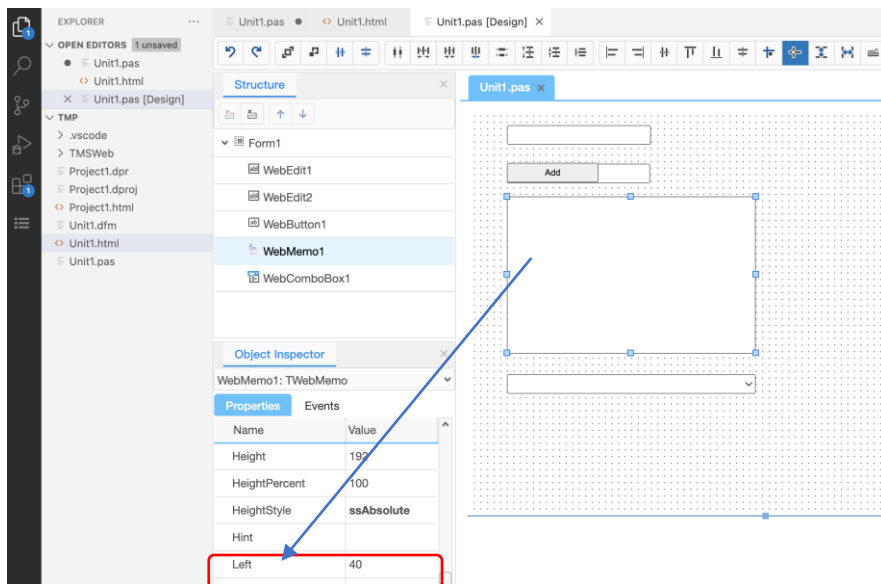 EXPLORER
Unit1.pas
Unit1.html
Unit1.pas [Design]
OPEN EDITORS 1 unsaved
Unit1.pas
Unit1.html
Unit1.pas [Design]
TMP
.vscode
TMSWeb
Project1.dpr
Project1.dproj
Project1.html
Unit1.dfm
Unit1.html
Unit1.pas
Structure
Form1
WebEdit1
WebEdit2
WebButton1
WebMemo1
WebComboBox1
Object Inspector
WebMemo1: TWebMemo
Properties Events
Name Value
Height 192
HeightPercent 100
HeightStyle ssAbsolute
Hint
Left 40
Unit1.pas
Add